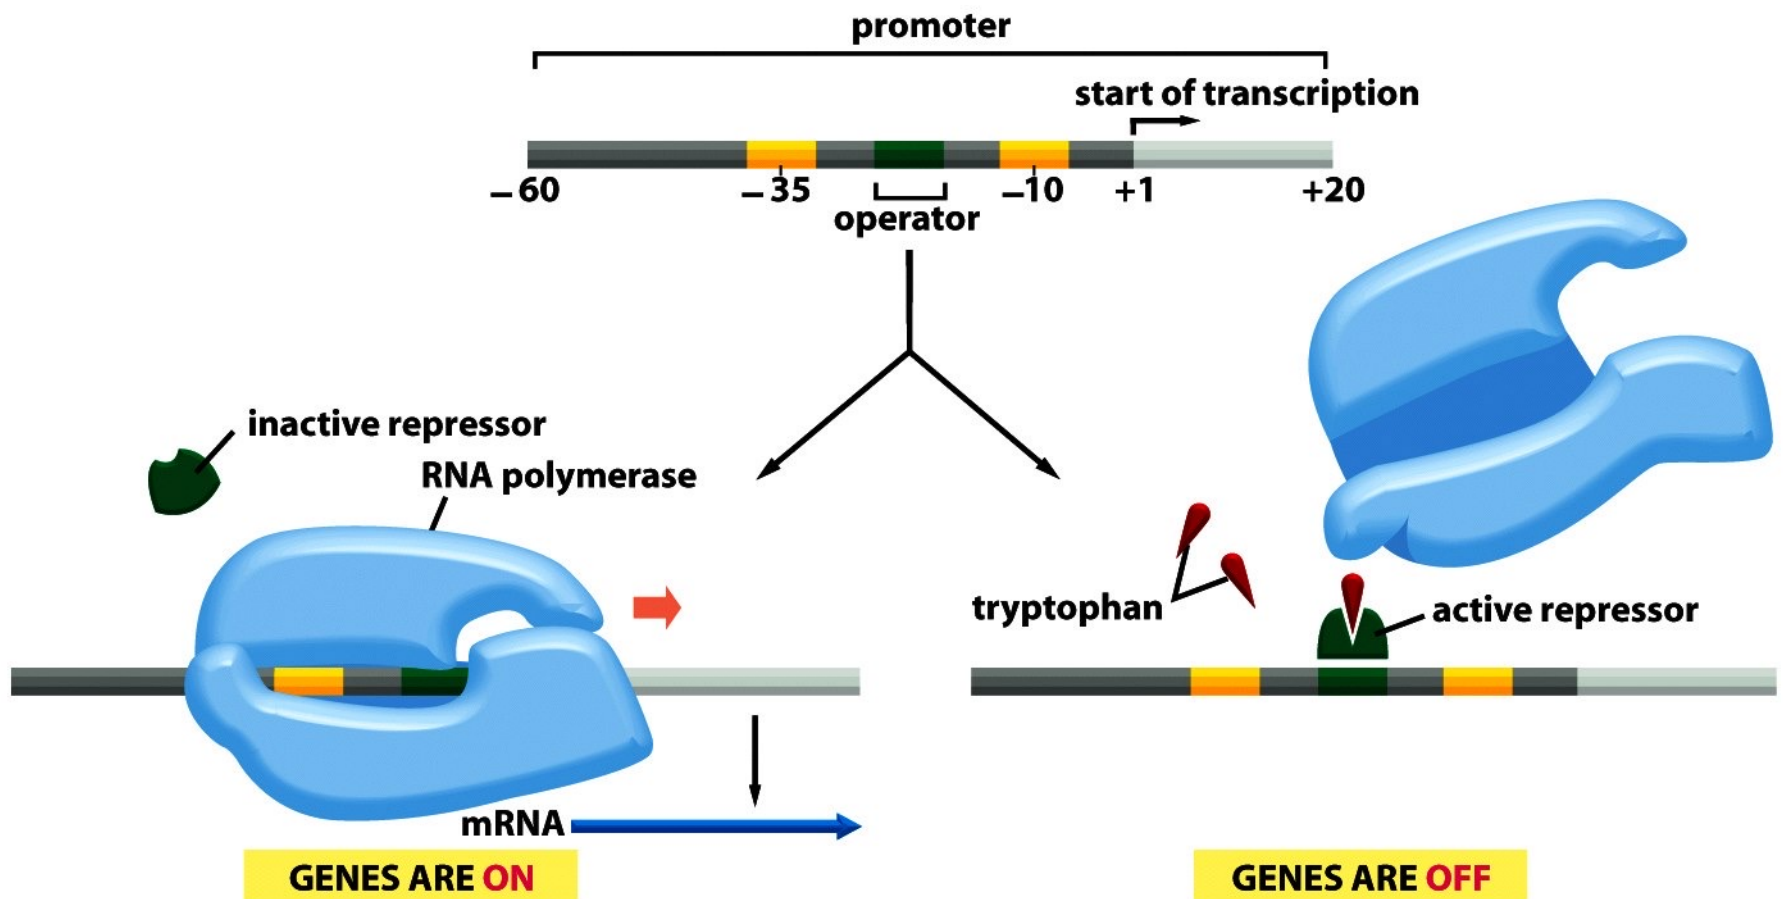 promoter
start of transcription
–60
–35
–10
+1
+20
operator
inactive repressor
RNA polymerase
tryptophan
active repressor
mRNA
GENES ARE ON
GENES ARE OFF